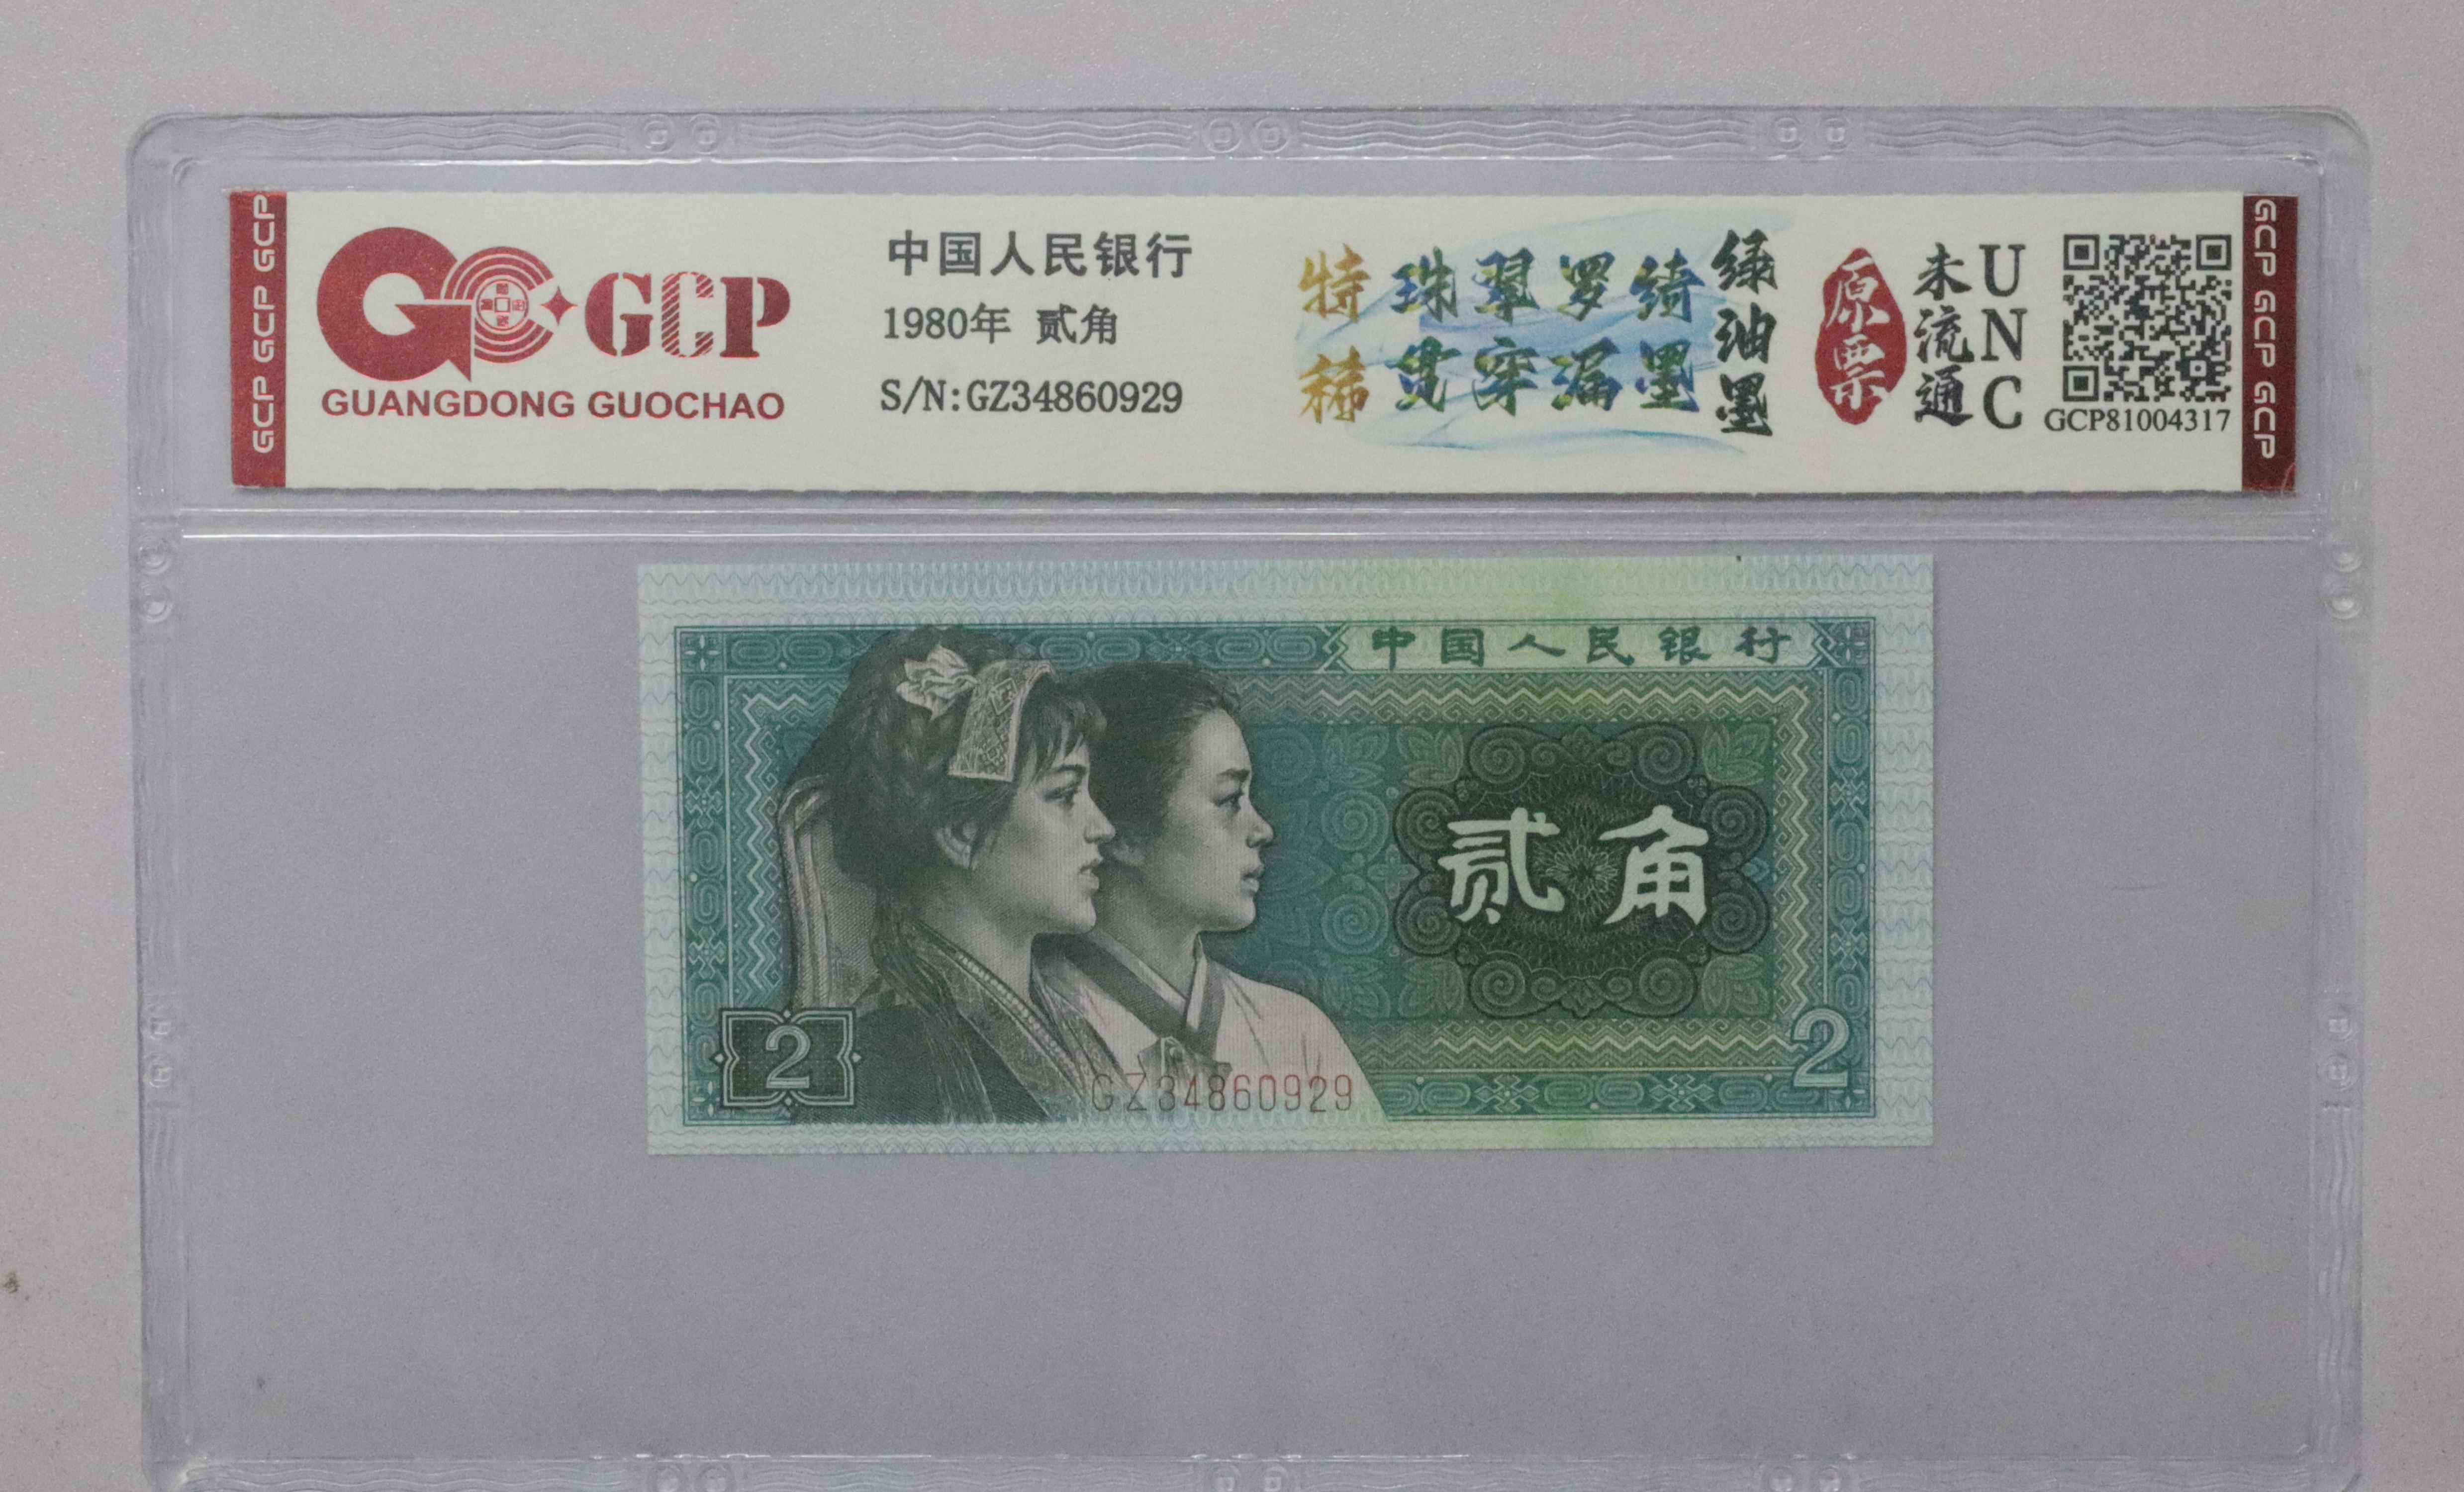 GCP GCP GCP
GCP
GUANGDONG GUOCHAO
中国人民银行
1980年 贰角
S/N:GZ34860929
特稀
珠翠罗绮
贯穿漏墨
绿油墨
原票
未流通
UNC
GCP81004317
GCP GCP GCP
中国人民银行
贰角
2
GZ34860929
2